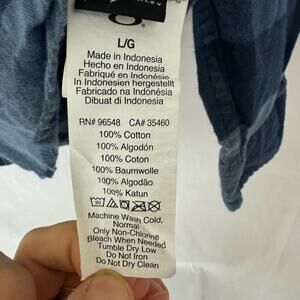 L/G
Made in Indonesia
Hecho en Indonesia
Fabriqué en Indonésie
In Indonesien hergestellt
Fabricado na Indonésia
Dibuat di Indonesia
RN# 96548 CA# 35460
100% Cotton
100% Algodón
100% Coton
100% Baumwolle
100% Algodão
100% Katun
Machine Wash Cold,
Normal
Only Non-Chlorine
Bleach When Needed
Tumble Dry Low
Do Not Iron
Do Not Dry Clean